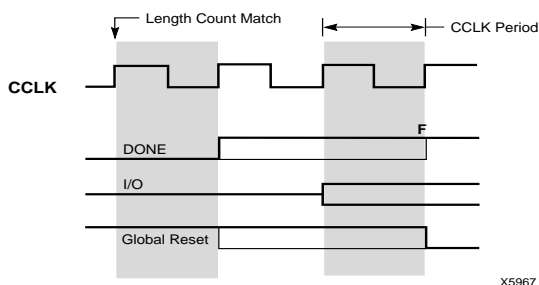 Length Count Match
CCLK Period
CCLK
F
DONE
I/O
Global Reset
X5967